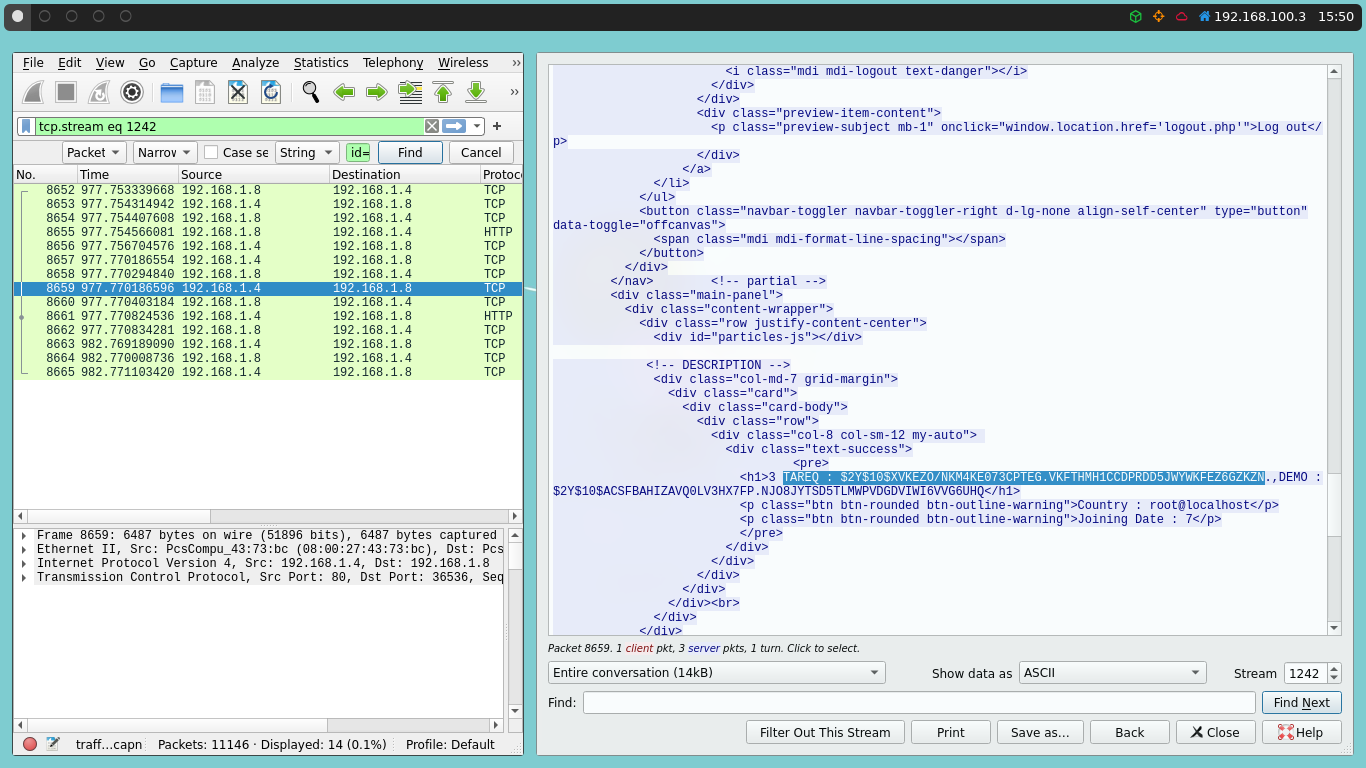 192.168.100.3 15:50
File Edit View Go Capture Analyze Statistics Telephony Wireless »
»
tcp.stream eq 1242
Packet Narrow Case se String id= Find Cancel
No. Time Source Destination Protoc
8652 977.753339668 192.168.1.8 192.168.1.4 TCP
8653 977.754314942 192.168.1.4 192.168.1.8 TCP
8654 977.754407608 192.168.1.8 192.168.1.4 TCP
8655 977.754566081 192.168.1.8 192.168.1.4 HTTP
8656 977.756704576 192.168.1.4 192.168.1.8 TCP
8657 977.770186554 192.168.1.4 192.168.1.8 TCP
8658 977.770294840 192.168.1.8 192.168.1.4 TCP
8659 977.770186596 192.168.1.4 192.168.1.8 TCP
8660 977.770403184 192.168.1.8 192.168.1.4 TCP
8661 977.770824536 192.168.1.4 192.168.1.8 HTTP
8662 977.770834281 192.168.1.8 192.168.1.4 TCP
8663 982.769189090 192.168.1.4 192.168.1.8 TCP
8664 982.770008736 192.168.1.8 192.168.1.4 TCP
8665 982.771103420 192.168.1.4 192.168.1.8 TCP
Frame 8659: 6487 bytes on wire (51896 bits), 6487 bytes captured
Ethernet II, Src: PcsCompu_43:73:bc (08:00:27:43:73:bc), Dst: Pcs
Internet Protocol Version 4, Src: 192.168.1.4, Dst: 192.168.1.8
Transmission Control Protocol, Src Port: 80, Dst Port: 36536, Seq
traff…capn Packets: 11146 · Displayed: 14 (0.1%) Profile: Default
<i class="mdi mdi-logout text-danger"></i>
</div>
</div>
<div class="preview-item-content">
<p class="preview-subject mb-1" onclick="window.location.href='logout.php'">Log out</
p>
</div>
</a>
</li>
</ul>
<button class="navbar-toggler navbar-toggler-right d-lg-none align-self-center" type="button"
data-toggle="offcanvas">
<span class="mdi mdi-format-line-spacing"></span>
</button>
</div>
</nav> <!-- partial -->
<div class="main-panel">
<div class="content-wrapper">
<div class="row justify-content-center">
<div id="particles-js"></div>
<!-- DESCRIPTION -->
<div class="col-md-7 grid-margin">
<div class="card">
<div class="card-body">
<div class="row">
<div class="col-8 col-sm-12 my-auto">
<div class="text-success">
<pre>
<h1>3 TAREQ : $2Y$10$XVKEZO/NKM4KE073CPTEG.VKFTHMH1CCDPRDD5JWYWKFEZ6GZKZN.,DEMO :
$2Y$10$ACSFBAHIZAVQ0LV3HX7FP.NJO8JYTSD5TLMWPVDGDVIWI6VVG6UHQ</h1>
<p class="btn btn-rounded btn-outline-warning">Country : root@localhost</p>
<p class="btn btn-rounded btn-outline-warning">Joining Date : 7</p>
</pre>
</div>
</div>
</div>
</div>
</div><br>
</div>
</div>
Packet 8659. 1 client pkt, 3 server pkts, 1 turn. Click to select.
Entire conversation (14kB) Show data as ASCII Stream 1242
Find: Find Next
Filter Out This Stream Print Save as… Back Close Help